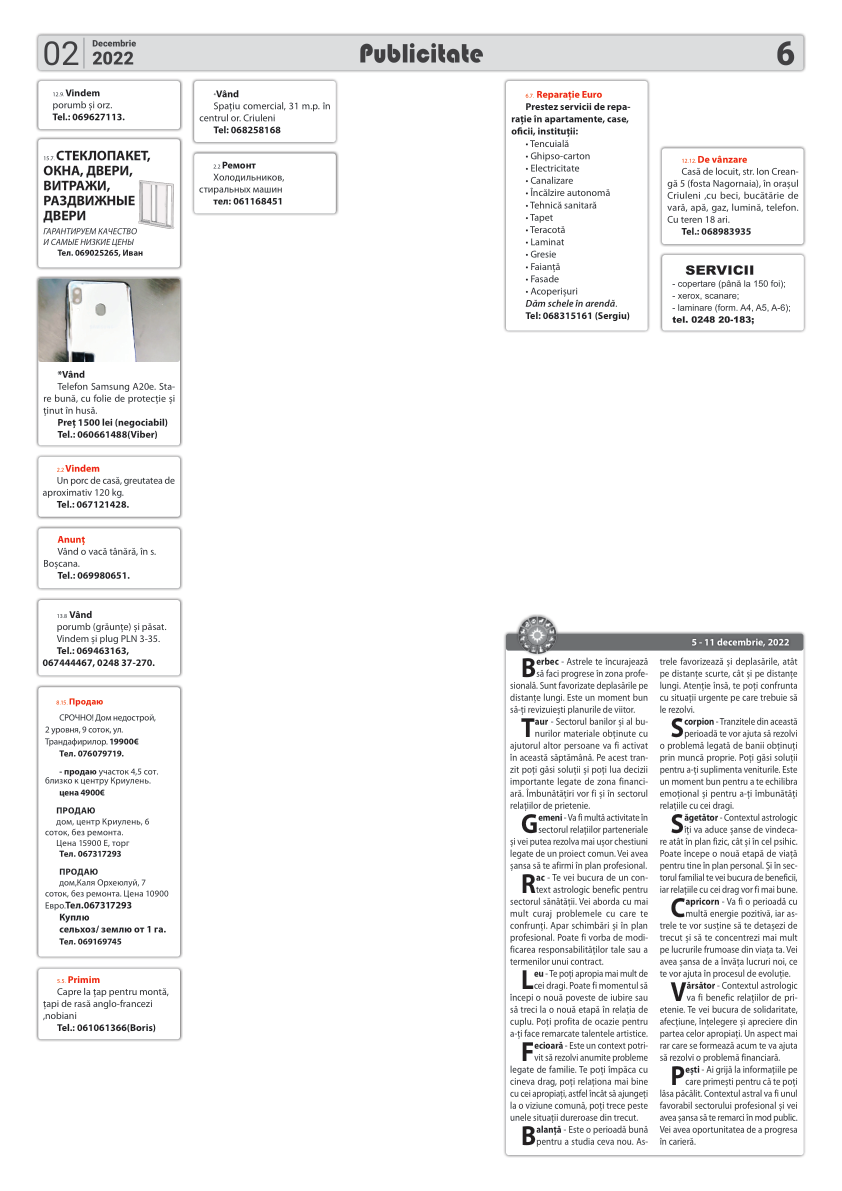 02
Decembrie
2022
Publicitate
6
12.9. Vindem
porumb și orz.
Tel.: 069627113.
15.7. СТЕКЛОПАКЕТ,
ОКНА, ДВЕРИ,
ВИТРАЖИ,
РАЗДВИЖНЫЕ
ДВЕРИ
ГАРАНТИРУЕМ КАЧЕСТВО
И САМЫЕ НИЗКИЕ ЦЕНЫ
Тел. 069025265, Иван
*Vând
Telefon Samsung A20e. Sta-
re bună, cu folie de protecție și
ținut în husă.
Preț 1500 lei (negociabil)
Tel.: 060661488(Viber)
2.2 Vindem
Un porc de casă, greutatea de
aproximativ 120 kg.
Tel.: 067121428.
Anunț
Vând o vacă tânără, în s.
Boșcana.
Tel.: 069980651.
13.8 Vând
porumb (grăunțe) și păsat.
Vindem și plug PLN 3-35.
Tel.: 069463163,
067444467, 0248 37-270.
8.15. Продаю
СРОЧНО! Дом недострой,
2 уровня, 9 соток, ул.
Трандафирилор. 19900€
Тел. 076079719.
- продаю участок 4,5 сот.
близко к центру Криулень.
цена 4900€
ПРОДАЮ
дом, центр Криулень, 6
соток, без ремонта.
Цена 15900 Е, торг
Тел. 067317293
ПРОДАЮ
дом,Каля Орхеюлуй, 7
соток, без ремонта. Цена 10900
Евро.Тел.067317293
Куплю
сельхоз/ землю от 1 га.
Тел. 069169745
5.5 Primim
Capre la țap pentru montă,
țapi de rasă anglo-francezi
,nobiani
Tel.: 061061366(Boris)
-Vând
Spațiu comercial, 31 m.p. în
centrul or. Criuleni
Tel: 068258168
2.2 Ремонт
Холодильников,
стиральных машин
тел: 061168451
6.7. Reparație Euro
Prestez servicii de repa-
rație în apartamente, case,
oficii, instituții:
• Tencuială
• Ghipso-carton
• Electricitate
• Canalizare
• Încălzire autonomă
• Tehnică sanitară
• Tapet
• Teracotă
• Laminat
• Gresie
• Faianță
• Fasade
• Acoperișuri
Dăm schele în arendă.
Tel: 068315161 (Sergiu)
12.12. De vânzare
Casă de locuit, str. Ion Crean-
gă 5 (fosta Nagornaia), în orașul
Criuleni ,cu beci, bucătărie de
vară, apă, gaz, lumină, telefon.
Cu teren 18 ari.
Tel.: 068983935
SERVICII
- copertare (până la 150 foi);
- xerox, scanare;
- laminare (form. A4, A5, A-6);
tel. 0248 20-183;
5 - 11 decembrie, 2022
Berbec - Astrele te încurajează
să faci progrese în zona profe-
sională. Sunt favorizate deplasările pe
distanțe lungi. Este un moment bun
să-ți revizuiești planurile de viitor.
Taur - Sectorul banilor și al bu-
nurilor materiale obținute cu
ajutorul altor persoane va fi activat
în această săptămână. Pe acest tran-
zit poți găsi soluții și poți lua decizii
importante legate de zona financi-
ară. Îmbunătățiri vor fi și în sectorul
relațiilor de prietenie.
Gemeni - Va fi multă activitate în
sectorul relațiilor parteneriale
și vei putea rezolva mai ușor chestiuni
legate de un proiect comun. Vei avea
șansa să te afirmi în plan profesional.
Rac - Te vei bucura de un con-
text astrologic benefic pentru
sectorul sănătății. Vei aborda cu mai
mult curaj problemele cu care te
confrunți. Apar schimbări și în plan
profesional. Poate fi vorba de modi-
ficarea responsabilităților tale sau a
termenilor unui contract.
Leu - Te poți apropia mai mult de
cei dragi. Poate fi momentul să
începi o nouă poveste de iubire sau
să treci la o nouă etapă în relația de
cuplu. Poți profita de ocazie pentru
a-ți face remarcate talentele artistice.
Fecioară - Este un context potri-
vit să rezolvi anumite probleme
legate de familie. Te poți împăca cu
cineva drag, poți relaționa mai bine
cu cei apropiați, astfel încât să ajungeți
la o viziune comună, poți trece peste
unele situații dureroase din trecut.
Balanță - Este o perioadă bună
pentru a studia ceva nou. As-
trele favorizează și deplasările, atât
pe distanțe scurte, cât și pe distanțe
lungi. Atenție însă, te poți confrunta
cu situații urgente pe care trebuie să
le rezolvi.
Scorpion - Tranzitele din această
perioadă te vor ajuta să rezolvi
o problemă legată de banii obținuți
prin muncă proprie. Poți găsi soluții
pentru a-ți suplimenta veniturile. Este
un moment bun pentru a te echilibra
emoțional și pentru a-ți îmbunătăți
relațiile cu cei dragi.
Săgetător - Contextul astrologic
îți va aduce șanse de vindeca-
re atât în plan fizic, cât și în cel psihic.
Poate începe o nouă etapă de viață
pentru tine în plan personal. Și în sec-
torul familial te vei bucura de beneficii,
iar relațiile cu cei drag vor fi mai bune.
Capricorn - Va fi o perioadă cu
multă energie pozitivă, iar as-
trele te vor susține să te detașezi de
trecut și să te concentrezi mai mult
pe lucrurile frumoase din viața ta. Vei
avea șansa de a învăța lucruri noi, ce
te vor ajuta în procesul de evoluție.
Vărsător - Contextul astrologic
va fi benefic relațiilor de pri-
etenie. Te vei bucura de solidaritate,
afecțiune, înțelegere și apreciere din
partea celor apropiați. Un aspect mai
rar care se formează acum te va ajuta
să rezolvi o problemă financiară.
Pești - Ai grijă la informațiile pe
care primești pentru că te poți
lăsa păcălit. Contextul astral va fi unul
favorabil sectorului profesional și vei
avea șansa să te remarci în mod public.
Vei avea oportunitatea de a progresa
în carieră.